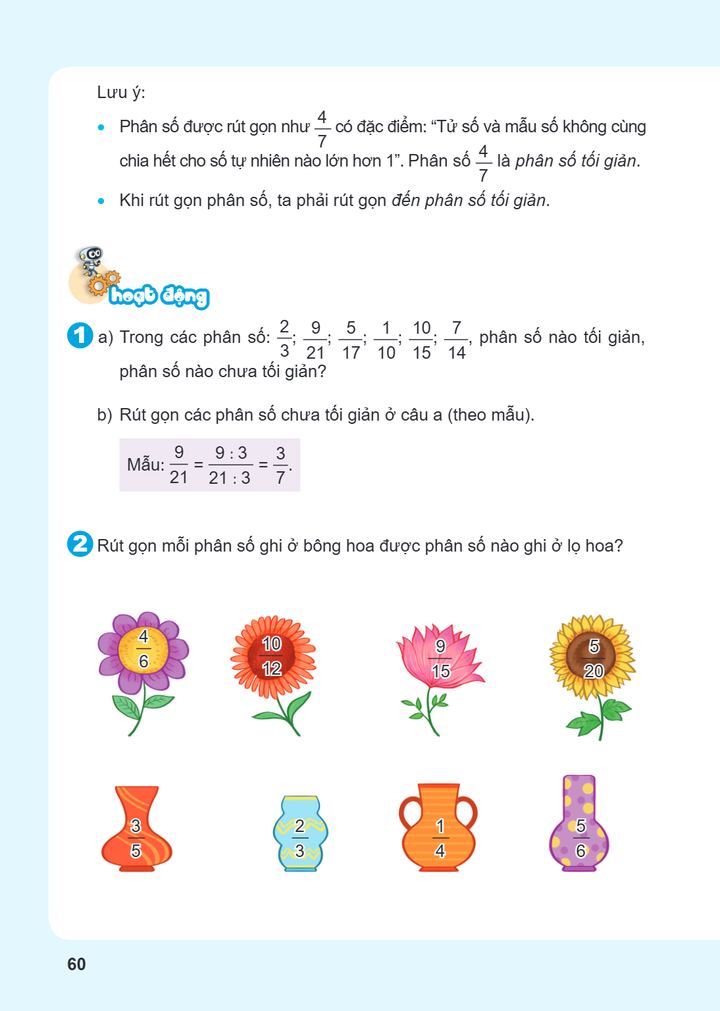 Lưu ý:
• Phân số được rút gọn như 4/7 có đặc điểm: “Tử số và mẫu số không cùng
chia hết cho số tự nhiên nào lớn hơn 1”. Phân số 4/7 là phân số tối giản.
• Khi rút gọn phân số, ta phải rút gọn đến phân số tối giản.
hoạt động
1 a) Trong các phân số: 2/3; 9/21; 5/17; 1/10; 10/15; 7/14, phân số nào tối giản,
phân số nào chưa tối giản?
b) Rút gọn các phân số chưa tối giản ở câu a (theo mẫu).
Mẫu: 9/21 = 9 : 3/21 : 3 = 3/7.
2 Rút gọn mỗi phân số ghi ở bông hoa được phân số nào ghi ở lọ hoa?
4/6 10/12 9/15 5/20
3/5 2/3 1/4 5/6
60